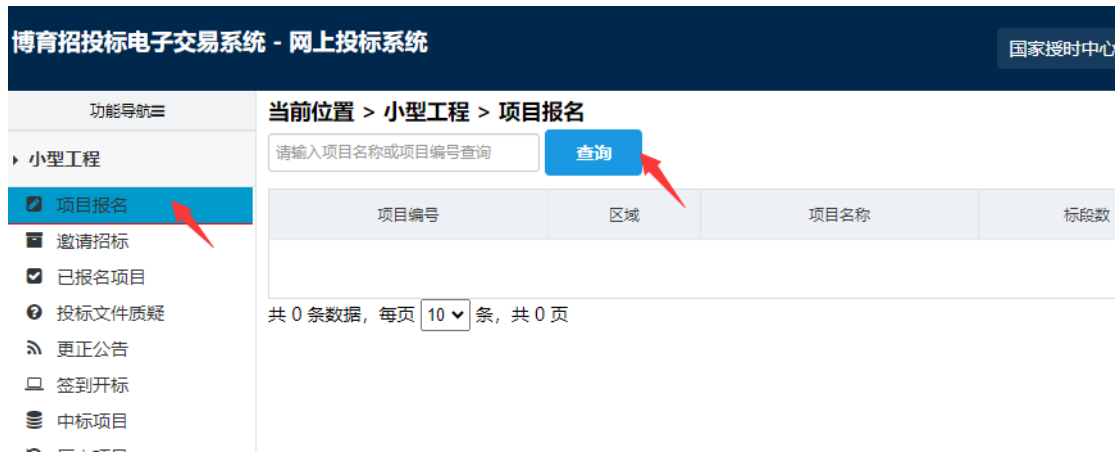 博育招投标电子交易系统 - 网上投标系统
国家授时中心
功能导航
当前位置 > 小型工程 > 项目报名
小型工程
请输入项目名称或项目编号查询 查询
项目报名
项目编号 区域 项目名称 标段数
邀请招标
已报名项目
投标文件质疑
共 0 条数据，每页 10 条，共 0 页
更正公告
签到开标
中标项目